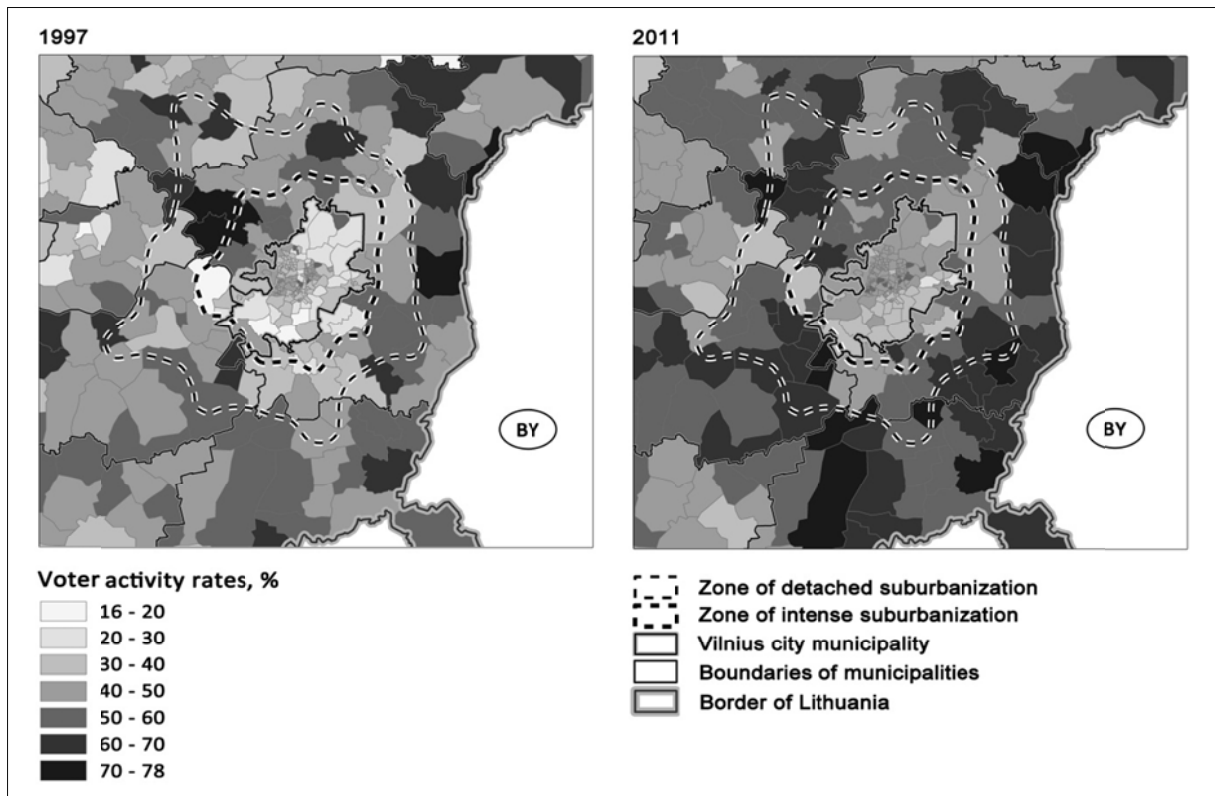 1997
2011
BY
BY
Voter activity rates, %
16 - 20
20 - 30
30 - 40
40 - 50
50 - 60
60 - 70
70 - 78
Zone of detached suburbanization
Zone of intense suburbanization
Vilnius city municipality
Boundaries of municipalities
Border of Lithuania